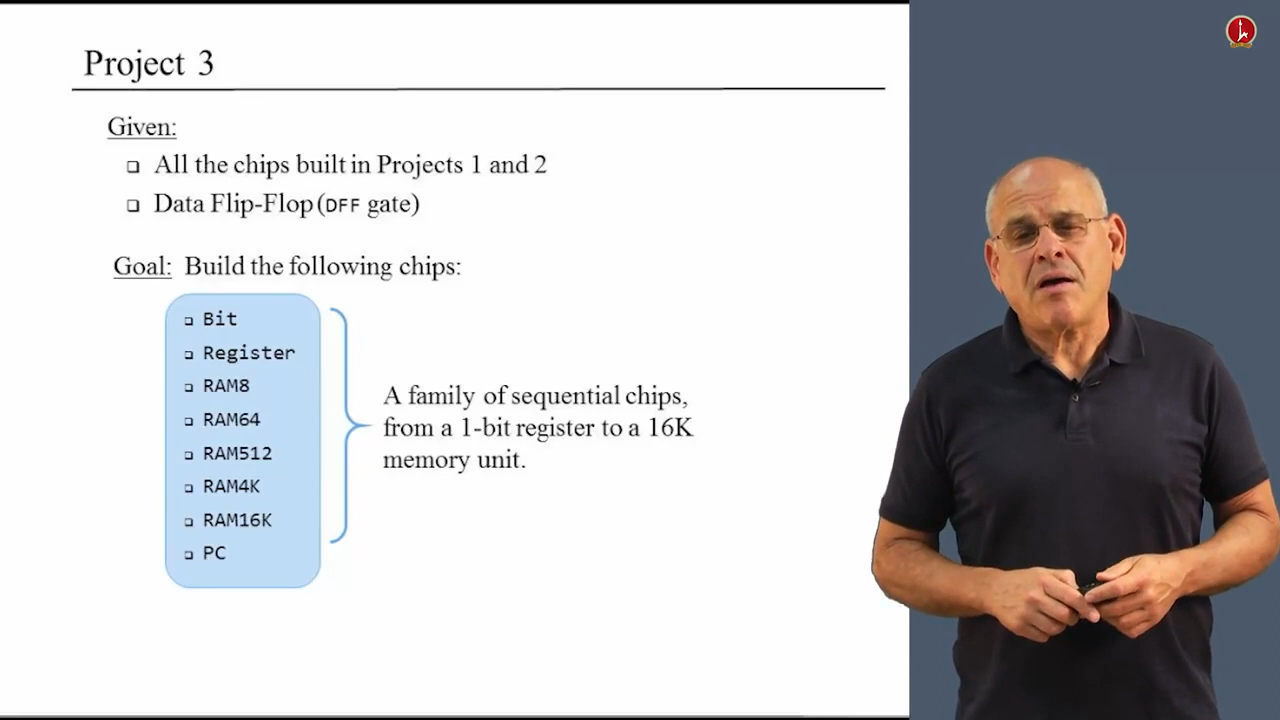 Project 3
Given:
All the chips built in Projects 1 and 2
Data Flip-Flop (DFF gate)
Goal: Build the following chips:
Bit
Register
RAM8
RAM64
RAM512
RAM4K
RAM16K
PC
A family of sequential chips,
from a 1-bit register to a 16K
memory unit.